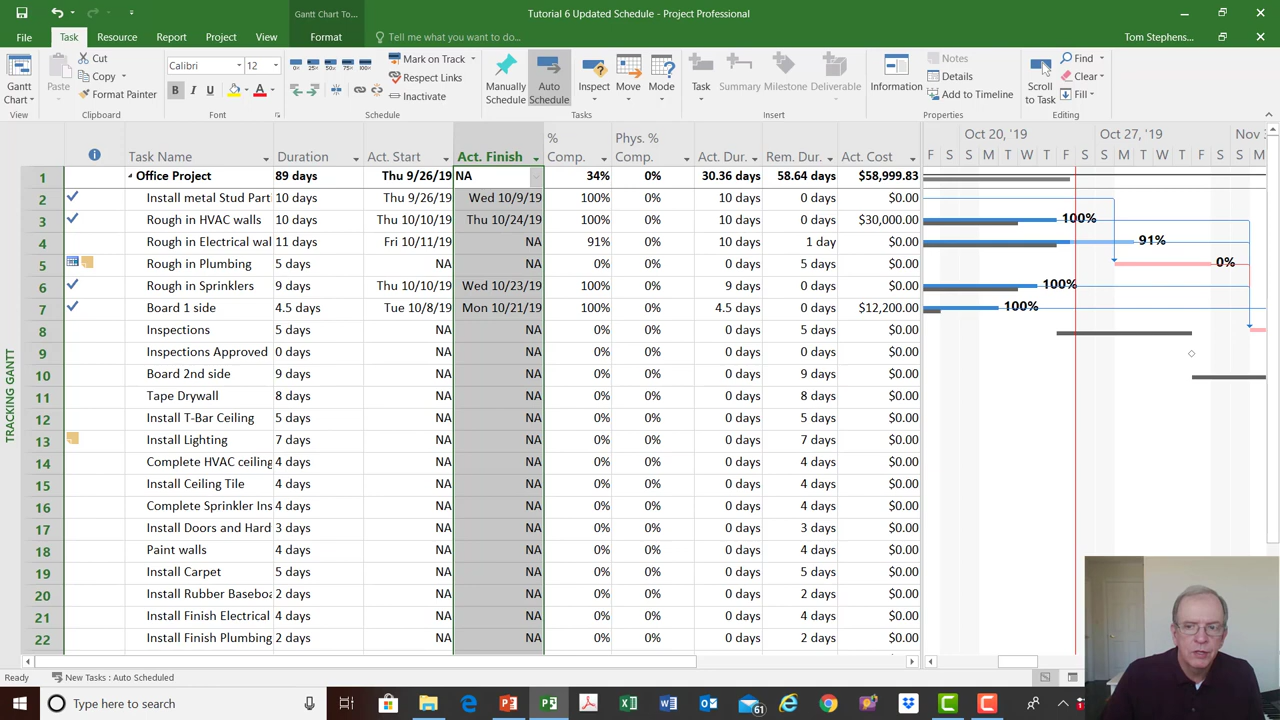 Gantt Chart To...
Tutorial 6 Updated Schedule - Project Professional
File
Task
Resource
Report
Project
View
Format
Tell me what you want to do...
Tom Stephens...
Gantt Chart
View
Paste
Cut
Copy
Format Painter
Clipboard
Calibri
12
B I U
Font
0% 25% 50% 75% 100%
Mark on Track
Respect Links
Inactivate
Schedule
Manually Schedule
Auto Schedule
Inspect
Move
Mode
Tasks
Task
Summary
Milestone
Deliverable
Insert
Information
Notes
Details
Add to Timeline
Properties
Scroll to Task
Find
Clear
Fill
Editing
Task Name Duration Act. Start Act. Finish % Comp. Phys. % Comp. Act. Dur. Rem. Dur. Act. Cost
Oct 20, '19 Oct 27, '19 Nov
F S S M T W T F S S M T W T F S S M
1 Office Project 89 days Thu 9/26/19 NA 34% 0% 30.36 days 58.64 days $58,999.83
2 Install metal Stud Part 10 days Thu 9/26/19 Wed 10/9/19 100% 0% 10 days 0 days $0.00
3 Rough in HVAC walls 10 days Thu 10/10/19 Thu 10/24/19 100% 0% 10 days 0 days $30,000.00 100%
4 Rough in Electrical wal 11 days Fri 10/11/19 NA 91% 0% 10 days 1 day $0.00 91%
5 Rough in Plumbing 5 days NA NA 0% 0% 0 days 5 days $0.00 0%
6 Rough in Sprinklers 9 days Thu 10/10/19 Wed 10/23/19 100% 0% 9 days 0 days $0.00 100%
7 Board 1 side 4.5 days Tue 10/8/19 Mon 10/21/19 100% 0% 4.5 days 0 days $12,200.00 100%
8 Inspections 5 days NA NA 0% 0% 0 days 5 days $0.00
9 Inspections Approved 0 days NA NA 0% 0% 0 days 0 days $0.00
10 Board 2nd side 9 days NA NA 0% 0% 0 days 9 days $0.00
11 Tape Drywall 8 days NA NA 0% 0% 0 days 8 days $0.00
12 Install T-Bar Ceiling 5 days NA NA 0% 0% 0 days 5 days $0.00
13 Install Lighting 7 days NA NA 0% 0% 0 days 7 days $0.00
14 Complete HVAC ceiling 4 days NA NA 0% 0% 0 days 4 days $0.00
15 Install Ceiling Tile 4 days NA NA 0% 0% 0 days 4 days $0.00
16 Complete Sprinkler Ins 4 days NA NA 0% 0% 0 days 4 days $0.00
17 Install Doors and Hard 3 days NA NA 0% 0% 0 days 3 days $0.00
18 Paint walls 4 days NA NA 0% 0% 0 days 4 days $0.00
19 Install Carpet 5 days NA NA 0% 0% 0 days 5 days $0.00
20 Install Rubber Baseboa 2 days NA NA 0% 0% 0 days 2 days $0.00
21 Install Finish Electrical 4 days NA NA 0% 0% 0 days 4 days $0.00
22 Install Finish Plumbing 2 days NA NA 0% 0% 0 days 2 days $0.00
TRACKING GANTT
Ready
New Tasks : Auto Scheduled
Type here to search
61